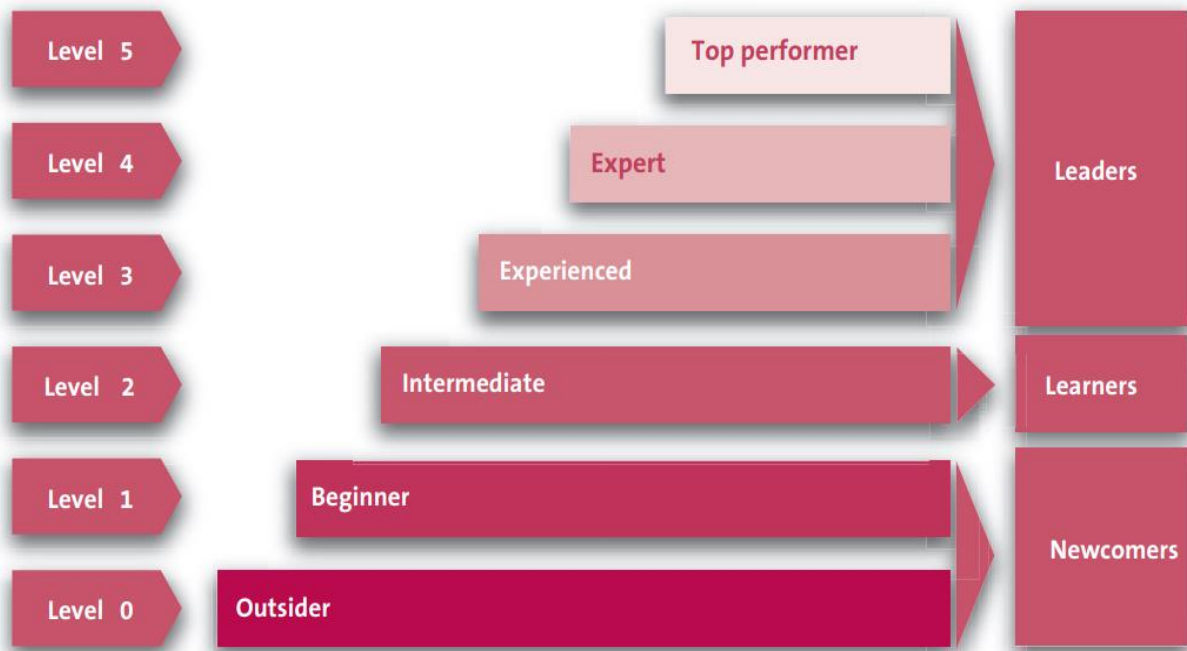 Level 5
Top performer
Level 4
Expert
Leaders
Level 3
Experienced
Level 2
Intermediate
Learners
Level 1
Beginner
Newcomers
Level 0
Outsider